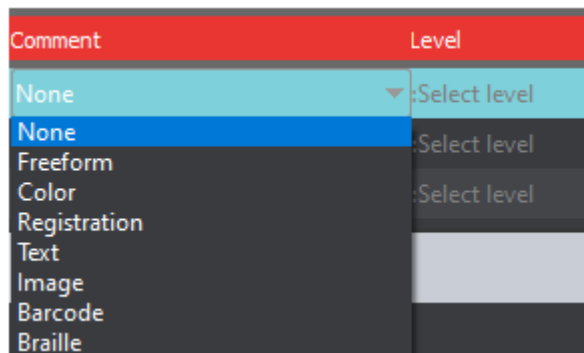 Comment Level
None :Select level
None
Freeform :Select level
Color :Select level
Registration
Text
Image
Barcode
Braille